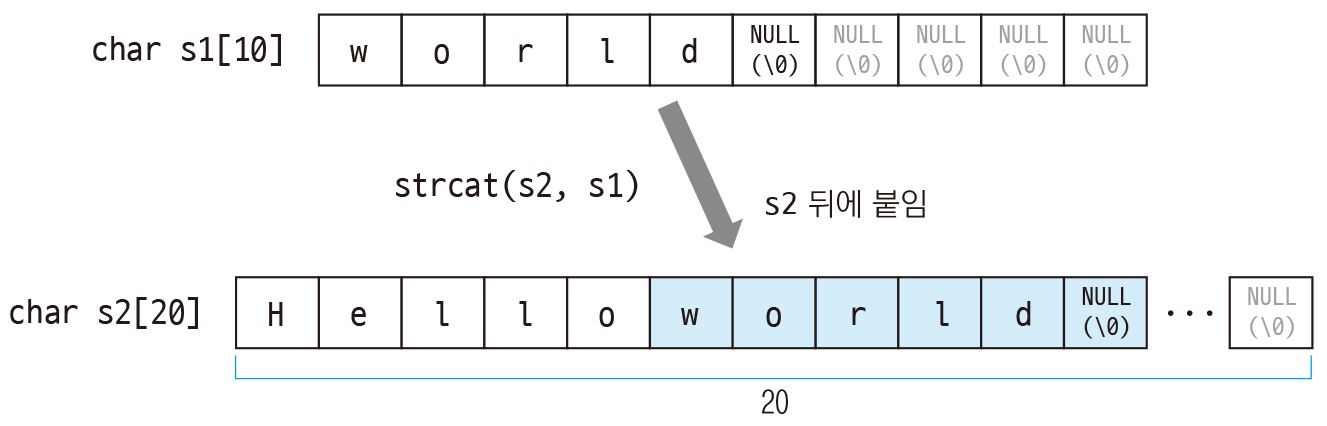 char s1[10] w o r l d NULL (\0) NULL (\0) NULL (\0) NULL (\0) NULL (\0)
strcat(s2, s1)
s2 뒤에 붙임
char s2[20] H e l l o w o r l d NULL (\0) ··· NULL (\0)
20